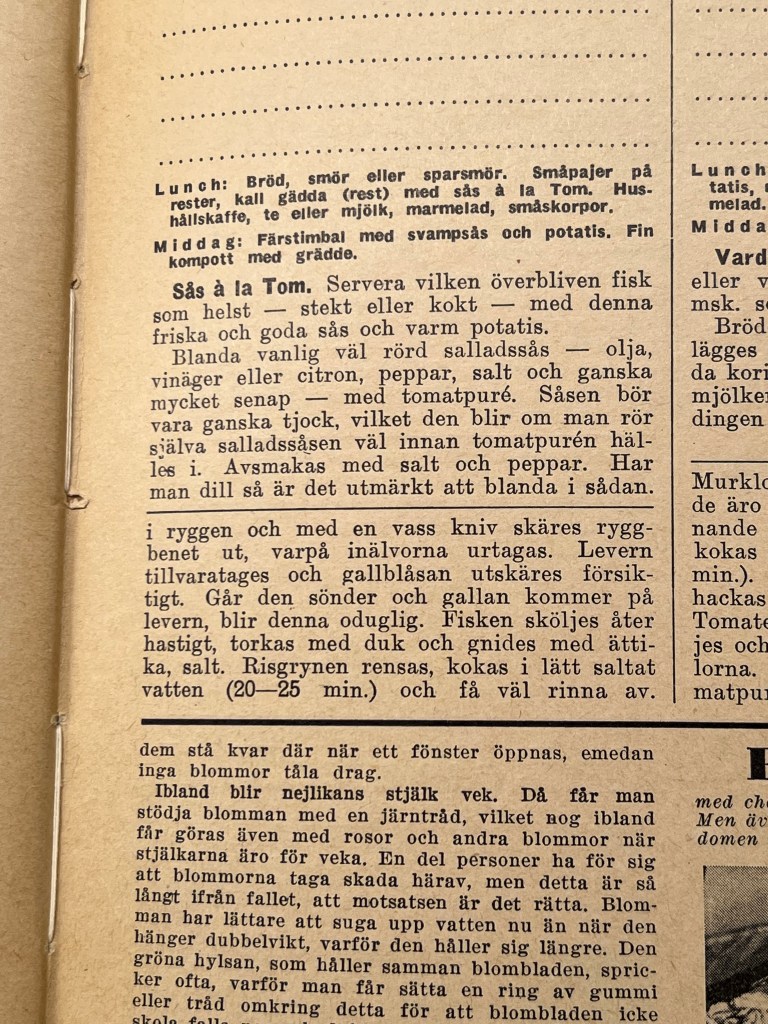 Lunch: Bröd, smör eller sparsmör. Småpajer på
rester, kall gädda (rest) med sås à la Tom. Hus-
hållskaffe, te eller mjölk, marmelad, småskorpor.
Middag: Färstimbal med svampsås och potatis. Fin
kompott med grädde.
Sås à la Tom. Servera vilken överbliven fisk
som helst — stekt eller kokt — med denna
friska och goda sås och varm potatis.
Blanda vanlig väl rörd salladssås — olja,
vinäger eller citron, peppar, salt och ganska
mycket senap — med tomatpuré. Såsen bör
vara ganska tjock, vilket den blir om man rör
själva salladssåsen väl innan tomatpurén häl-
les i. Avsmakas med salt och peppar. Har
man dill så är det utmärkt att blanda i sådan.
i ryggen och med en vass kniv skäres rygg-
benet ut, varpå inälvorna urtagas. Levern
tillvaratages och gallblåsan utskäres försik-
tigt. Går den sönder och gallan kommer på
levern, blir denna oduglig. Fisken sköljes åter
hastigt, torkas med duk och gnides med ätti-
ka, salt. Risgrynen rensas, kokas i lätt saltat
vatten (20—25 min.) och få väl rinna av.
dem stå kvar där när ett fönster öppnas, emedan
inga blommor tåla drag.
Ibland blir nejlikans stjälk vek. Då får man
stödja blomman med en järntråd, vilket nog ibland
får göras även med rosor och andra blommor när
stjälkarna äro för veka. En del personer ha för sig
att blommorna taga skada härav, men detta är så
långt ifrån fallet, att motsatsen är det rätta. Blom-
man har lättare att suga upp vatten nu än när den
hänger dubbelvikt, varför den håller sig längre. Den
gröna hylsan, som håller samman blombladen, spric-
ker ofta, varför man får sätta en ring av gummi
eller tråd omkring detta för att blombladen icke
Lunch
tatis,
melad.
Midda
Vard
eller v
msk. s
Bröd
lägges
da kori
mjölke
dingen
Murklo
de äro
nande
kokas
min.).
hackas
Tomate
jes och
lorna.
matpu
med ch
Men äv
domen